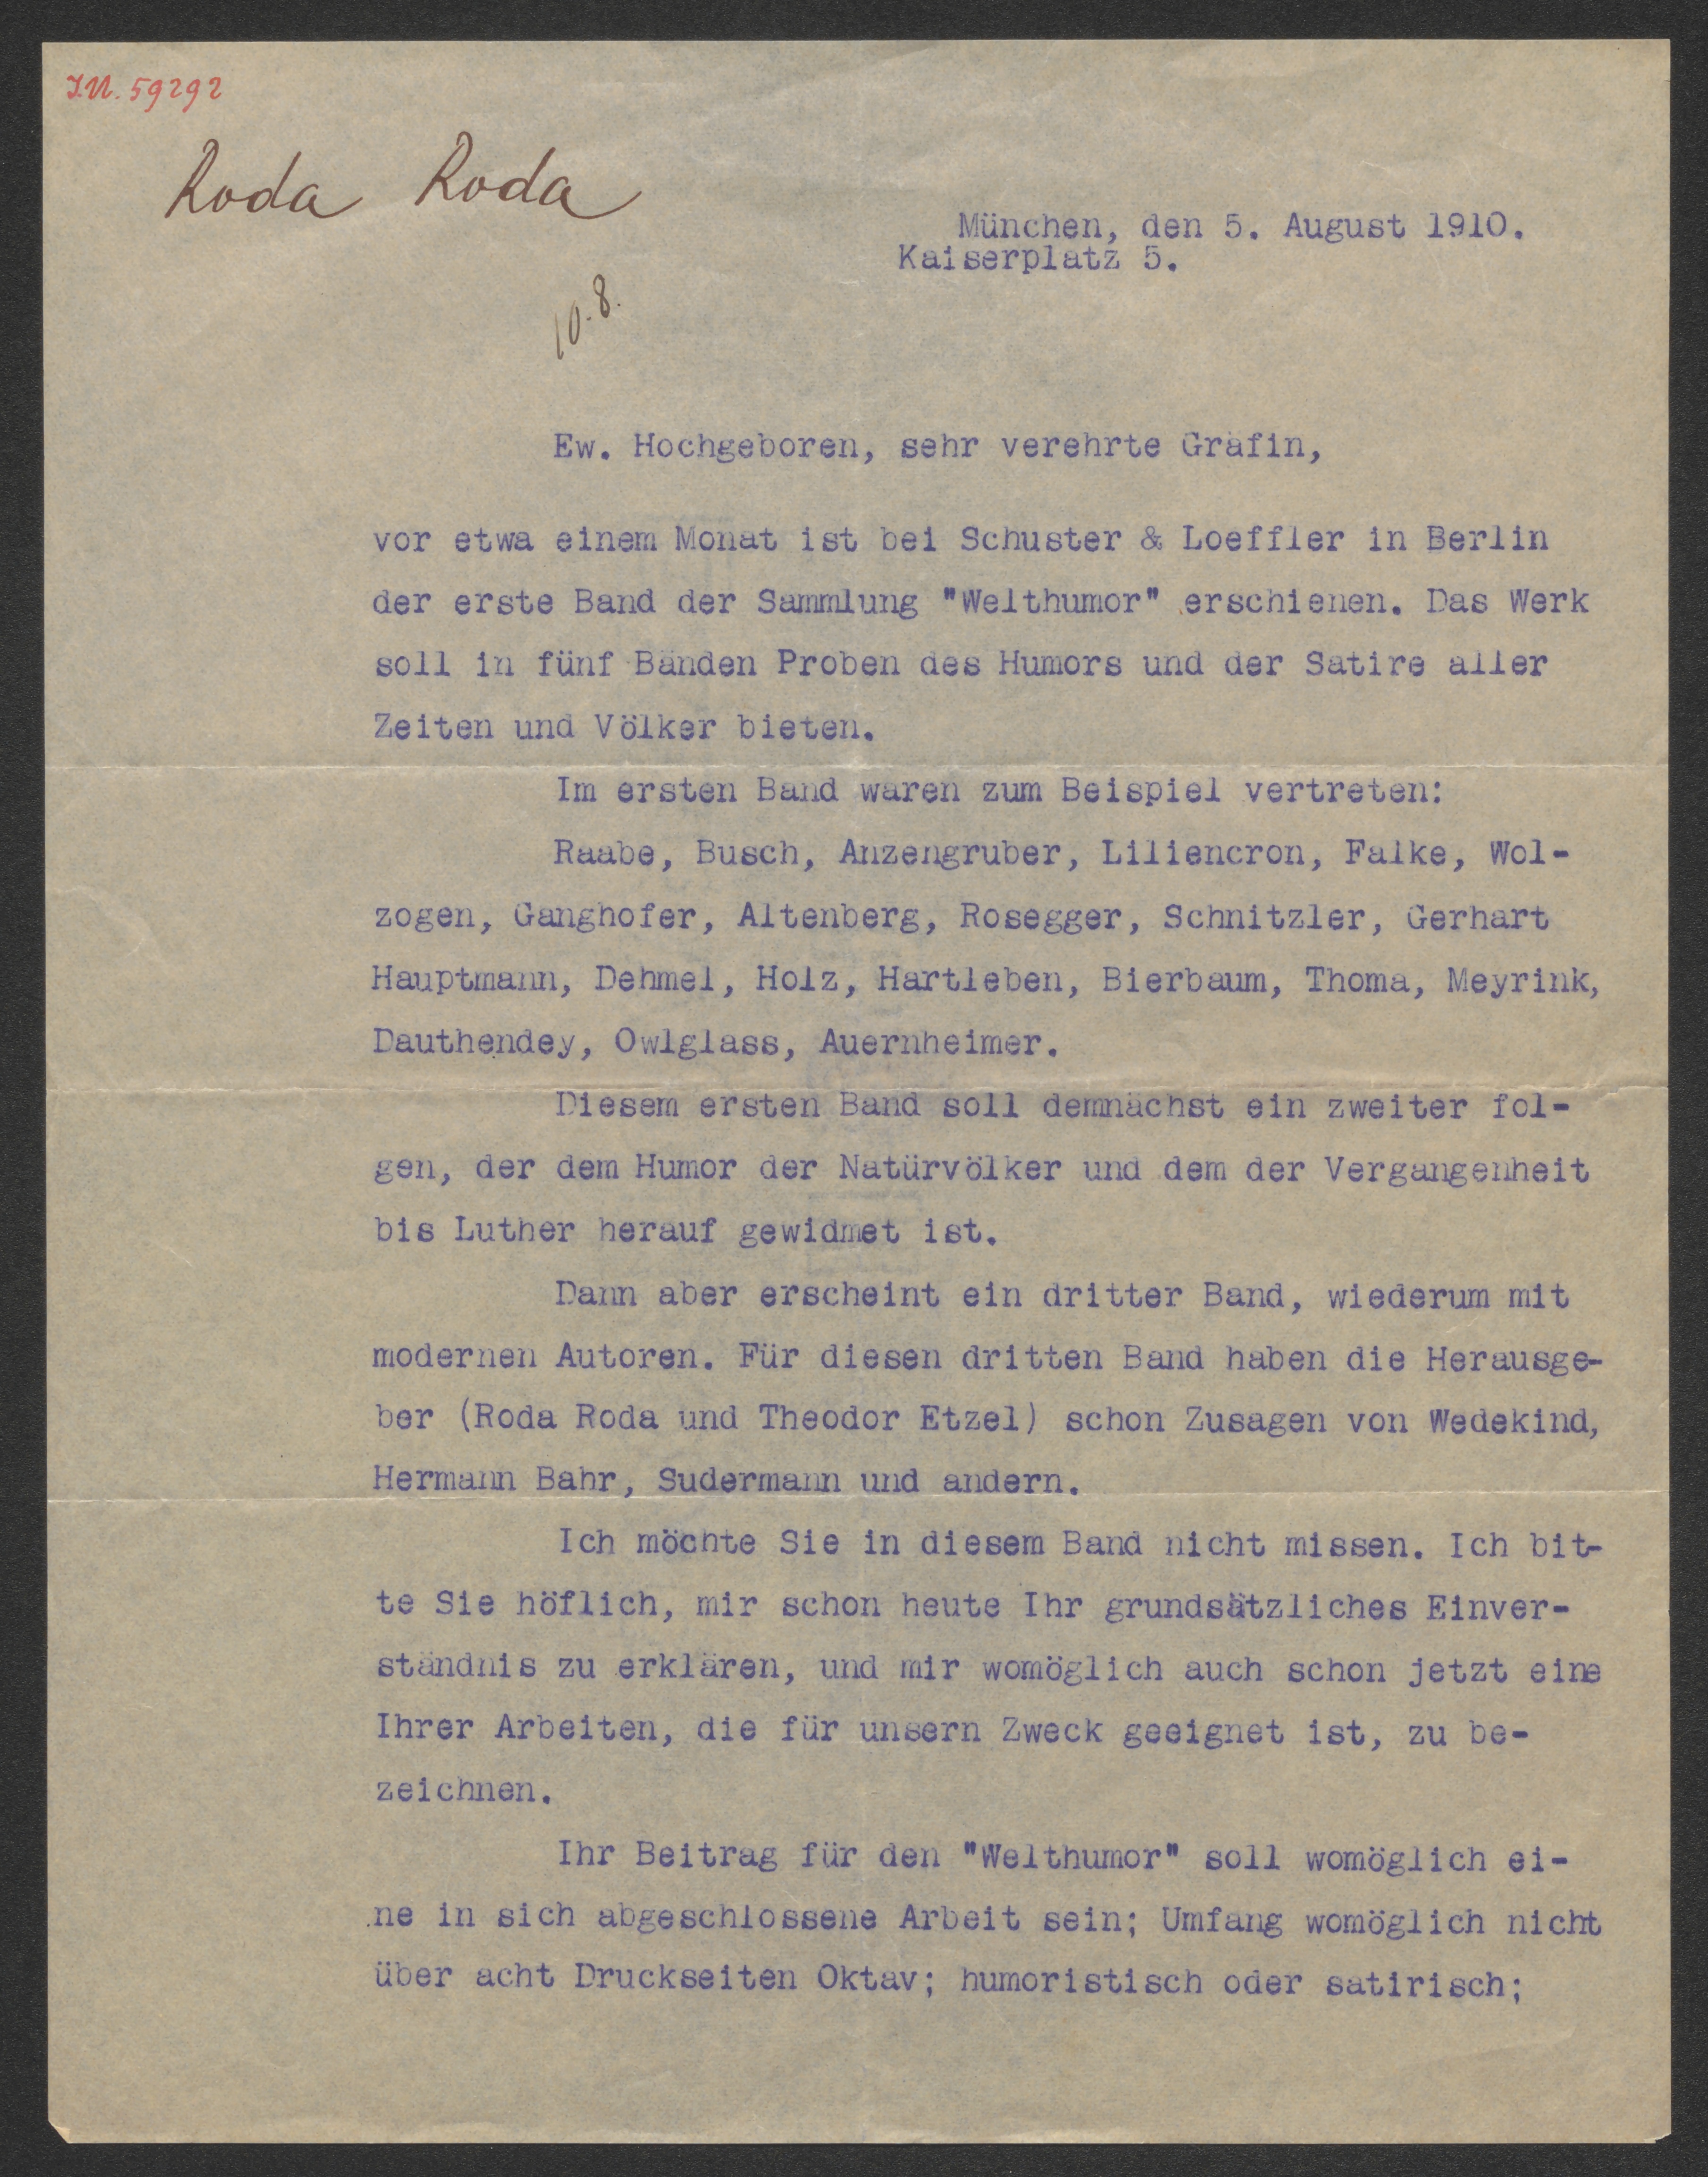 I.N. 59292
Roda Roda
München, den 5. August 1910.
Kaiserplatz 5.
10.8.
Ew. Hochgeboren, sehr verehrte Gräfin,
vor etwa einem Monat ist bei Schuster & Loeffler in Berlin
der erste Band der Sammlung "Welthumor" erschienen. Das Werk
soll in fünf Bänden Proben des Humors und der Satire aller
Zeiten und Völker bieten.
Im ersten Band waren zum Beispiel vertreten:
Raabe, Busch, Anzengruber, Liliencron, Falke, Wol-
zogen, Ganghofer, Altenberg, Rosegger, Schnitzler, Gerhart
Hauptmann, Dehmel, Holz, Hartleben, Bierbaum, Thoma, Meyrink,
Dauthendey, Owlglass, Auernheimer.
Diesem ersten Band soll demnächst ein zweiter fol-
gen, der dem Humor der Natürvölker und dem der Vergangenheit
bis Luther herauf gewidmet ist.
Dann aber erscheint ein dritter Band, wiederum mit
modernen Autoren. Für diesen dritten Band haben die Herausge-
ber (Roda Roda und Theodor Etzel) schon Zusagen von Wedekind,
Hermann Bahr, Sudermann und andern.
Ich möchte Sie in diesem Band nicht missen. Ich bit-
te Sie höflich, mir schon heute Ihr grundsätzliches Einver-
ständnis zu erklären, und mir womöglich auch schon jetzt eine
Ihrer Arbeiten, die für unsern Zweck geeignet ist, zu be-
zeichnen.
Ihr Beitrag für den "Welthumor" soll womöglich ei-
ne in sich abgeschlossene Arbeit sein; Umfang womöglich nicht
über acht Druckseiten Oktav; humoristisch oder satirisch;